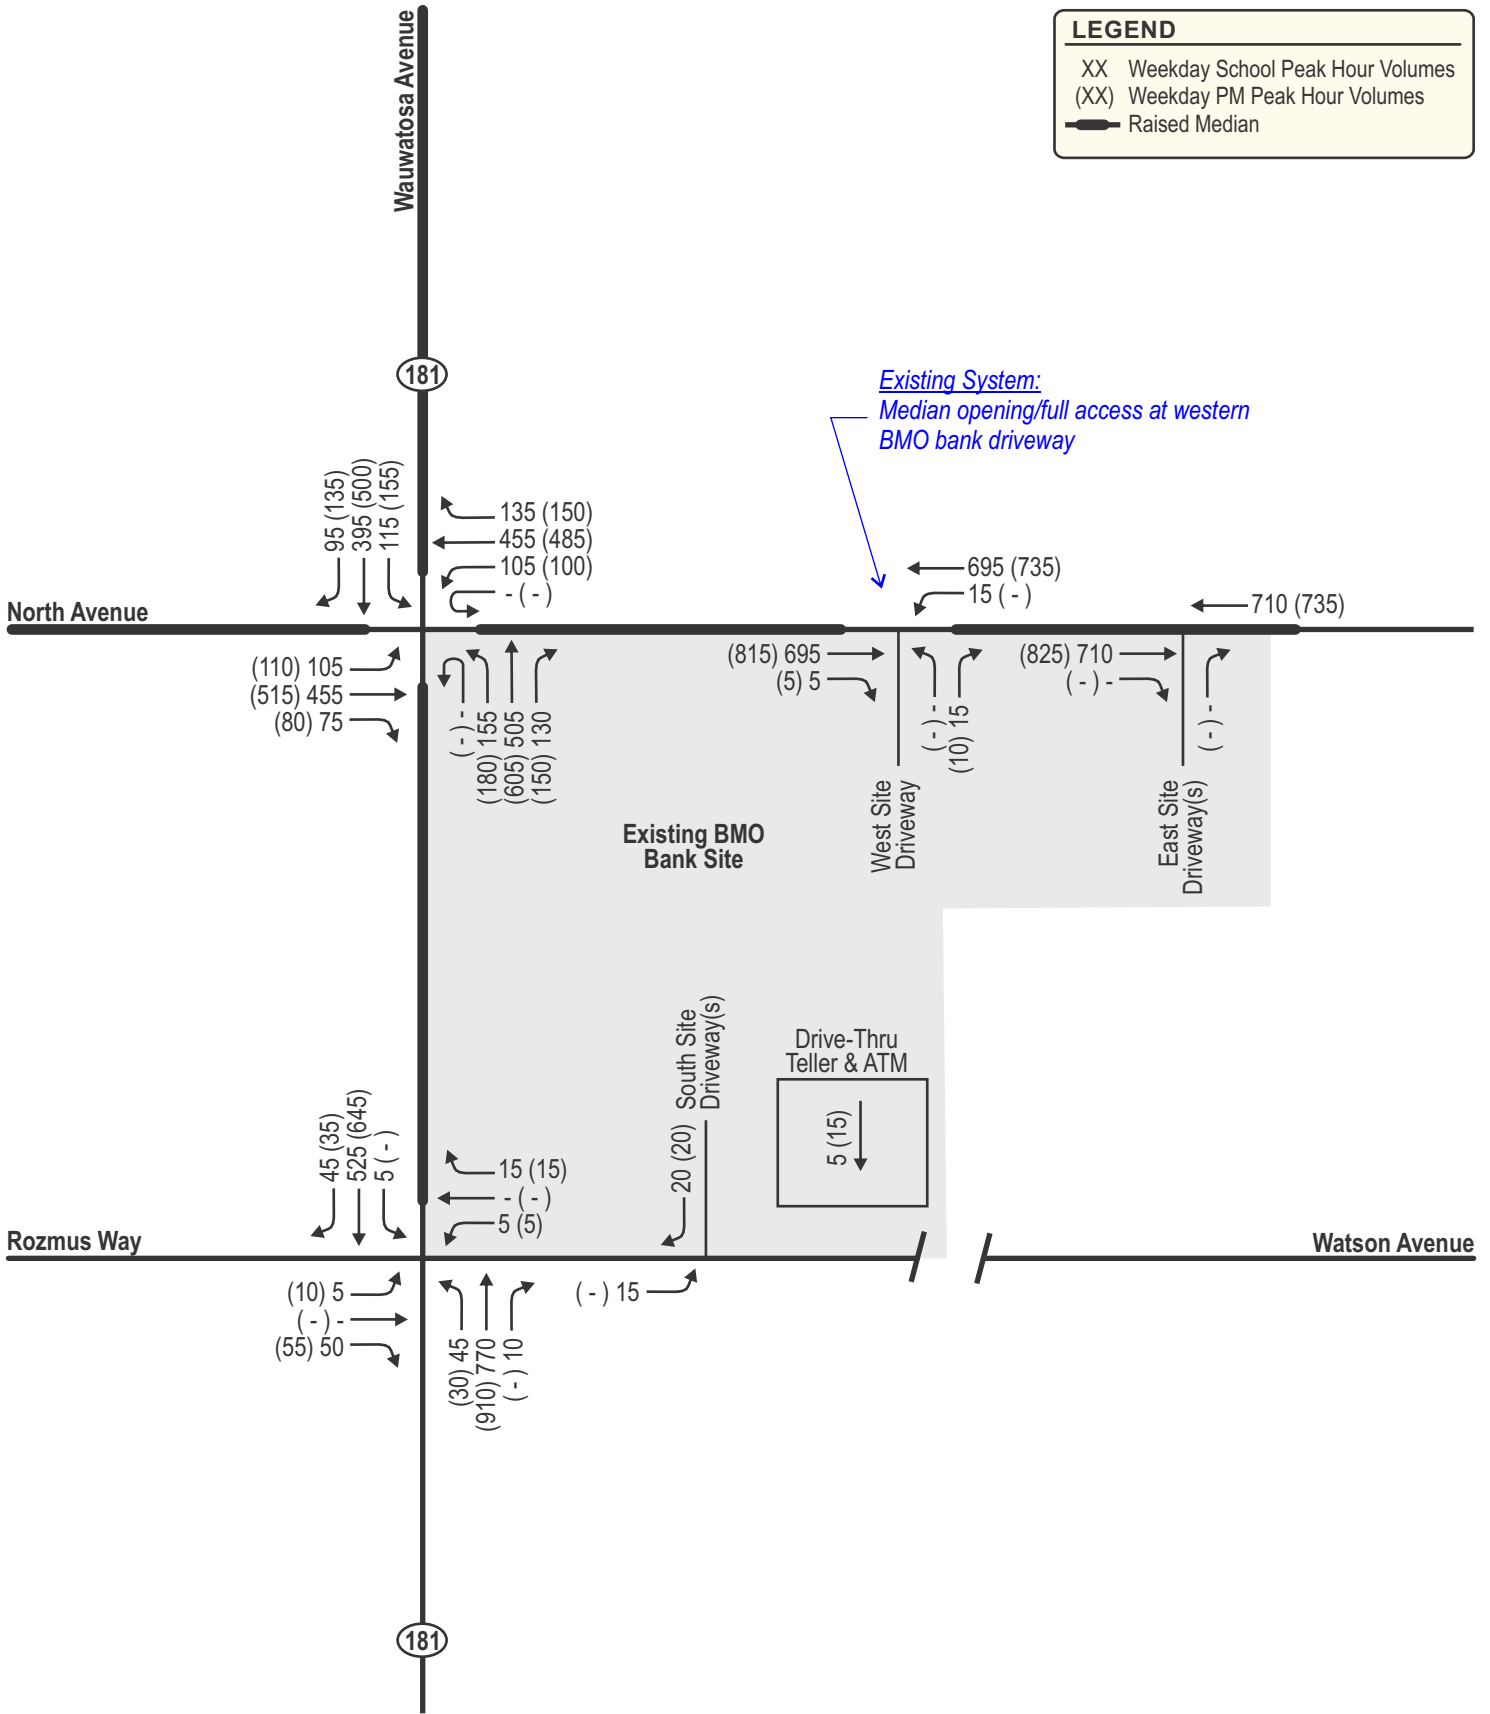 Wauwatosa Avenue
LEGEND
XX Weekday School Peak Hour Volumes
(XX) Weekday PM Peak Hour Volumes
Raised Median
181
Existing System:
Median opening/full access at western
BMO bank driveway
95 (135)
395 (500)
115 (155)
135 (150)
455 (485)
105 (100)
- ( - )
695 (735)
15 ( - )
710 (735)
North Avenue
(110) 105
(515) 455
(80) 75
( - ) -
(180) 155
(605) 505
(150) 130
(815) 695
(5) 5
( - ) -
(10) 15
(825) 710
( - ) -
( - ) -
West Site
Driveway
East Site
Driveway(s)
Existing BMO
Bank Site
South Site
Driveway(s)
Drive-Thru
Teller & ATM
5 (15)
45 (35)
525 (645)
5 ( - )
15 (15)
- ( - )
5 (5)
20 (20)
Rozmus Way
Watson Avenue
(10) 5
( - ) -
(55) 50
(30) 45
(910) 770
( - ) 10
( - ) 15
181